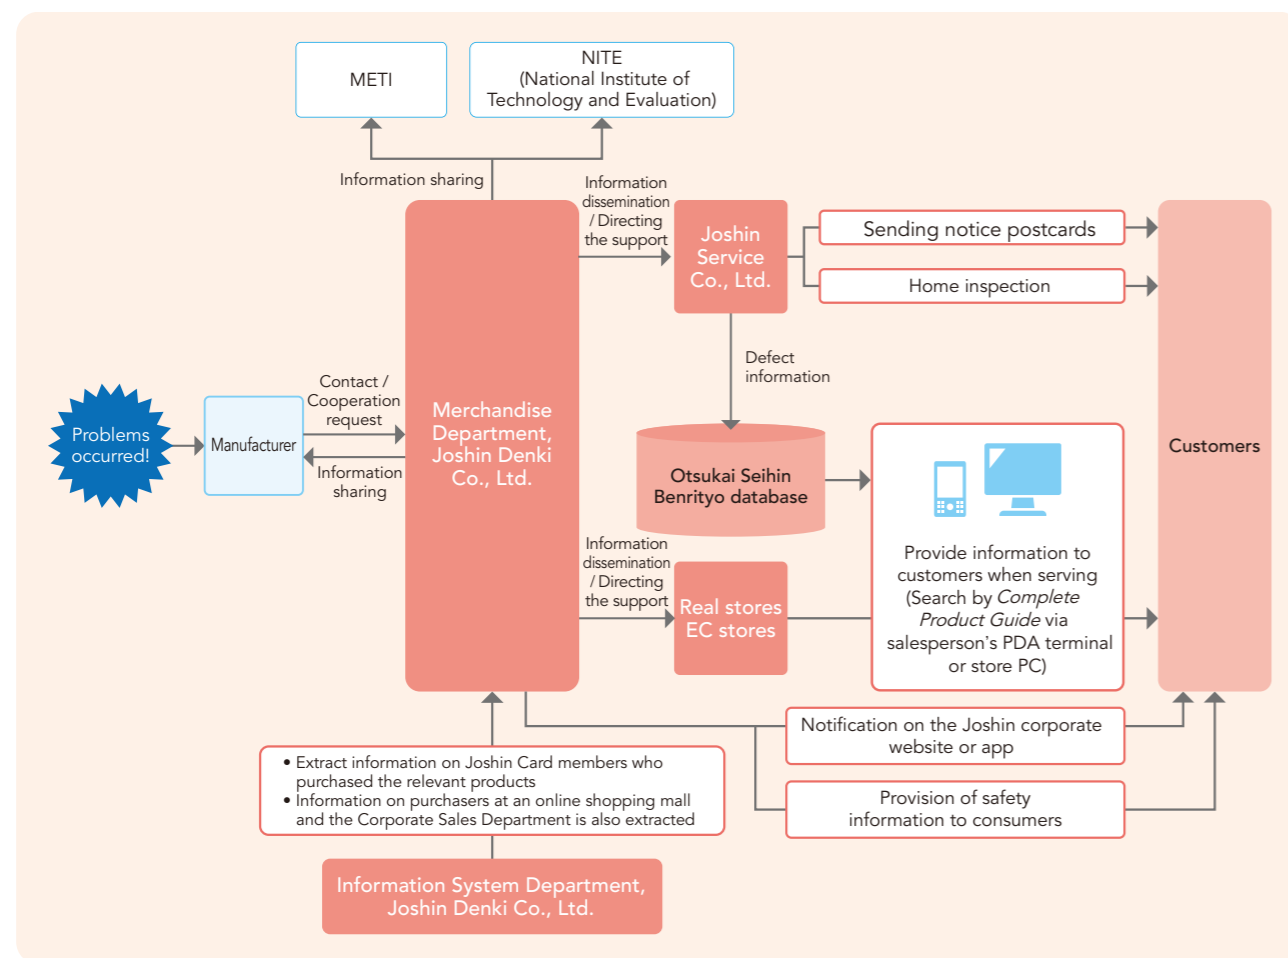 METI
NITE
(National Institute of
Technology and Evaluation)
Information sharing
Information
dissemination
/ Directing
the support
Joshin
Service
Co., Ltd.
Sending notice postcards
Home inspection
Defect
information
Problems
occurred!
Manufacturer
Contact /
Cooperation
request
Information
sharing
Merchandise
Department,
Joshin Denki
Co., Ltd.
Otsukai Seihin
Benrityo database
Customers
Information
dissemination
/ Directing
the support
Real stores
EC stores
Provide information to
customers when serving
(Search by Complete
Product Guide via
salesperson’s PDA terminal
or store PC)
Notification on the Joshin corporate
website or app
Provision of safety
information to consumers
• Extract information on Joshin Card members who
purchased the relevant products
• Information on purchasers at an online shopping mall
and the Corporate Sales Department is also extracted
Information System Department,
Joshin Denki Co., Ltd.